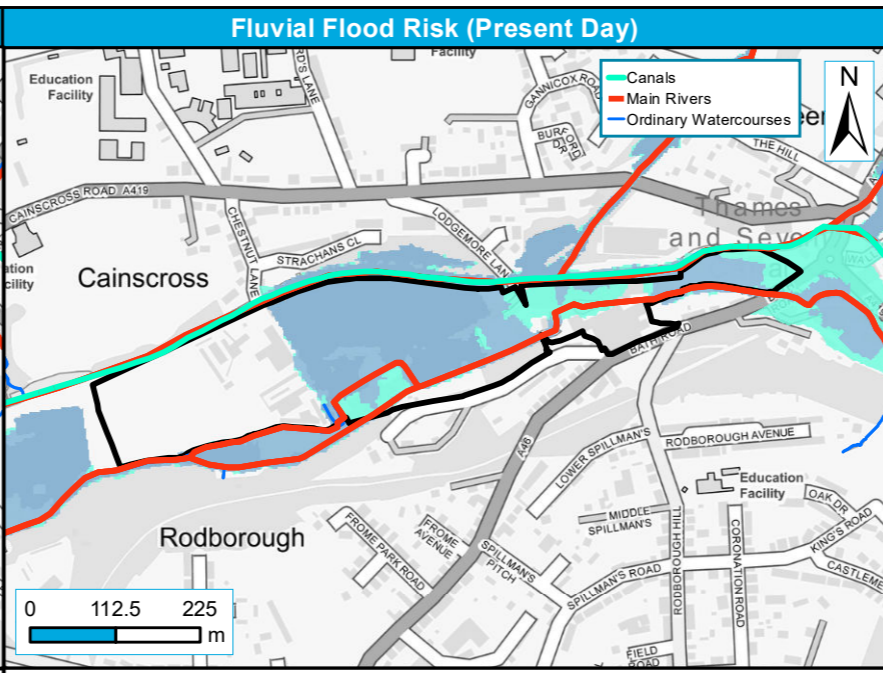 Fluvial Flood Risk (Present Day)
Facility
Education
Facility
RD'S LANE
GANNICOX ROAD
BURFORD
DR
Canals
Main Rivers
Ordinary Watercourses
N
THE HILL
CAINSCROSS ROAD A419
CHESTNUT LANE
LODGEMORE LANE
STRACHANS CL
Thames
and Seve
Cainscross
BATH ROAD
A46
LOWER SPILLMAN'S
RODBOROUGH AVENUE
Education
Facility
MIDDLE
SPILLMAN'S
OAK DR
KING'S ROAD
Rodborough
FROME PARK ROAD
FROME
AVENUE
SPILLMAN'S
PITCH
SPILLMAN'S ROAD
RODBOROUGH HILL
CORONATION ROAD
CASTLEME
FIELD
ROAD
0 112.5 225
m